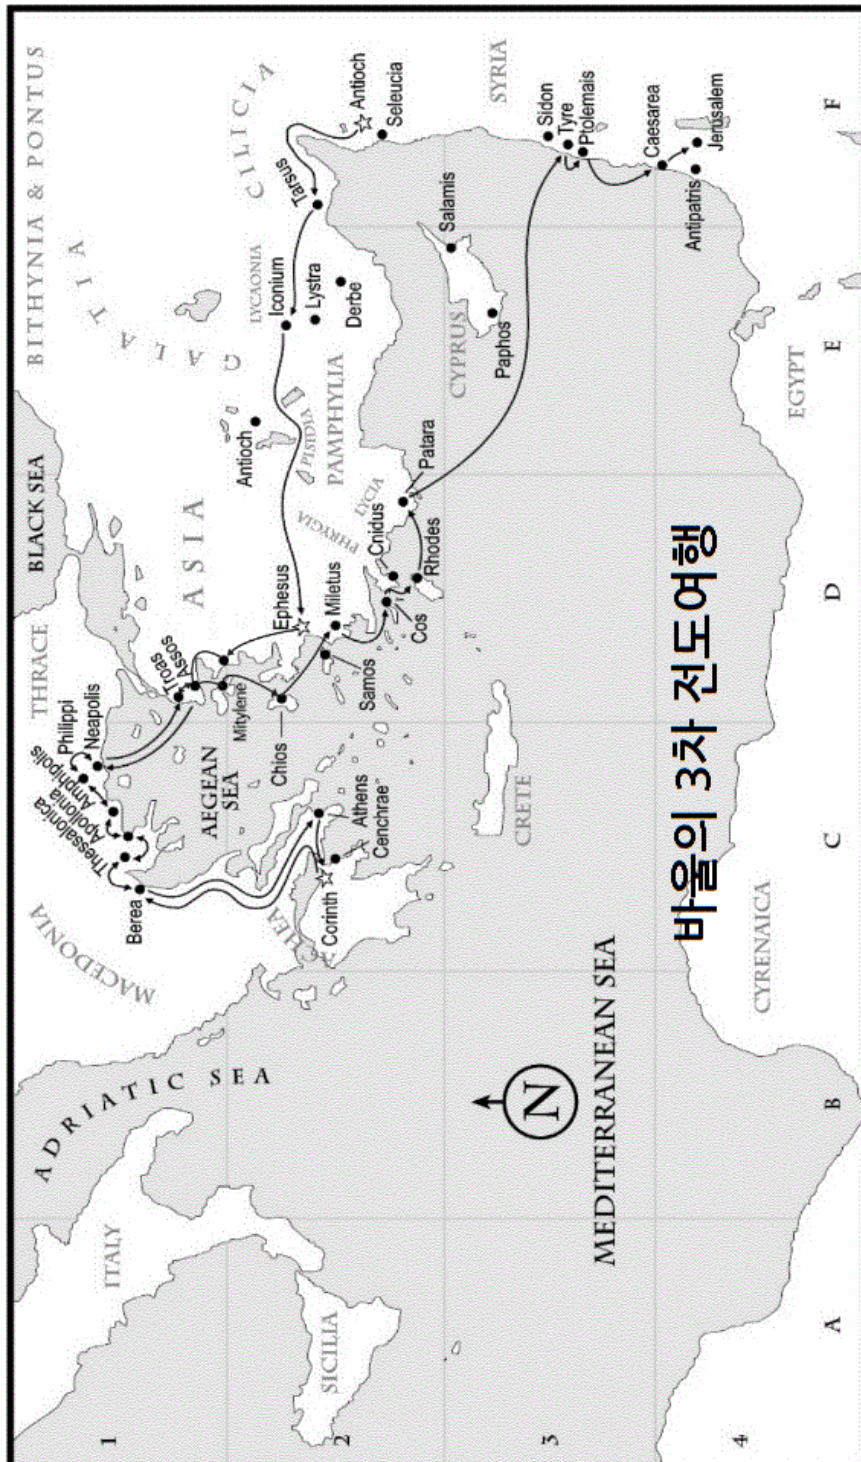 BITHYNIA & PONTUS
BLACK SEA
THRACE
MACEDONIA
ADRIATIC SEA
ITALY
SICILIA
GALATIA
CILICIA
LYCAONIA
ASIA
PISIDIA
PHRYGIA
PAMPHYLIA
LYCIA
SYRIA
CYPRUS
EGYPT
CRETE
CYRENAICA
ACHEA
AEGEAN
SEA
MEDITERRANEAN SEA
N
Philippi
Neapolis
Amphipolis
Apollonia
Thessalonica
Berea
Troas
Assos
Mitylene
Chios
Samos
Ephesus
Miletus
Athens
Cenchrae
Corinth
Cos
Cnidus
Rhodes
Patara
Antioch
Iconium
Lystra
Derbe
Tarsus
Antioch
Seleucia
Salamis
Paphos
Sidon
Tyre
Ptolemais
Caesarea
Jerusalem
Antipatris
바울의 3차 전도여행
1
2
3
4
A
B
C
D
E
F